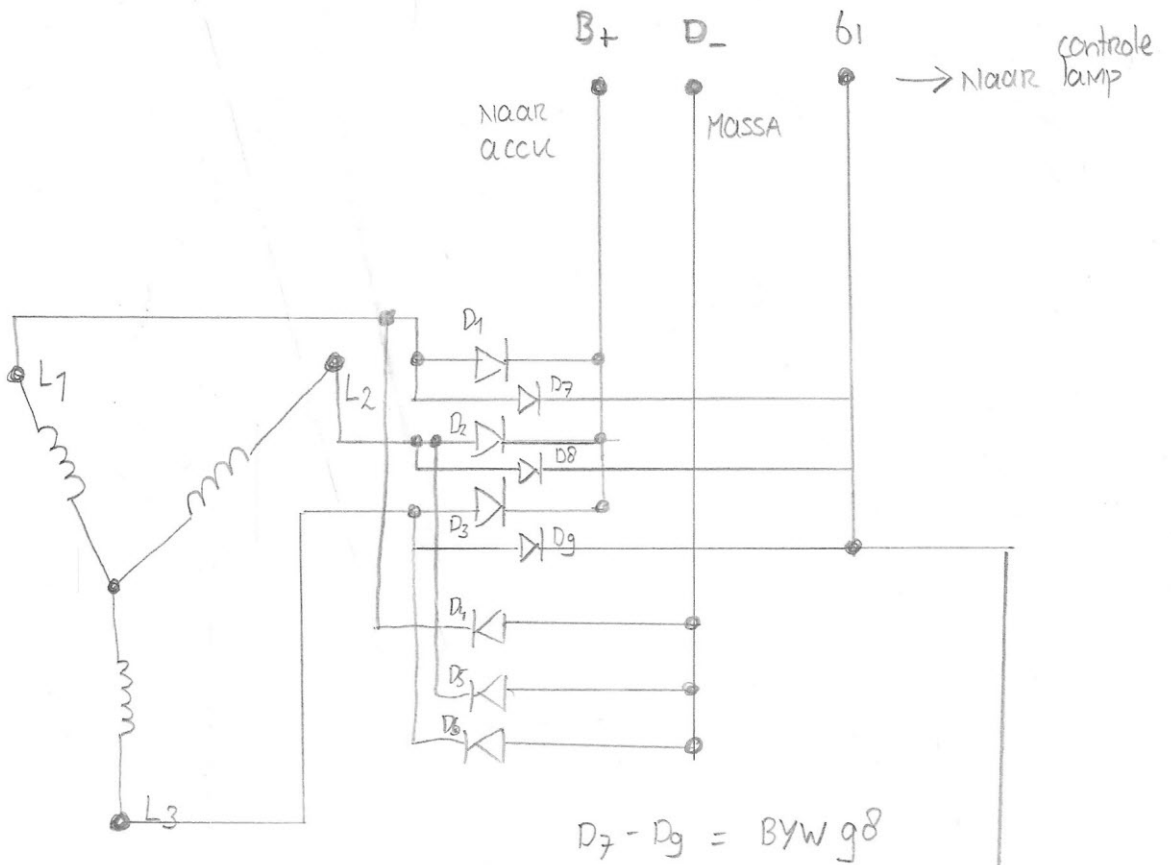 B+ D- 61
→ Naar controle lamp
Naar accu
MASSA
D1
L1
L2
D7
D2
D8
D3
D9
D4
D5
D6
L3
D7 - D9 = BYW 98